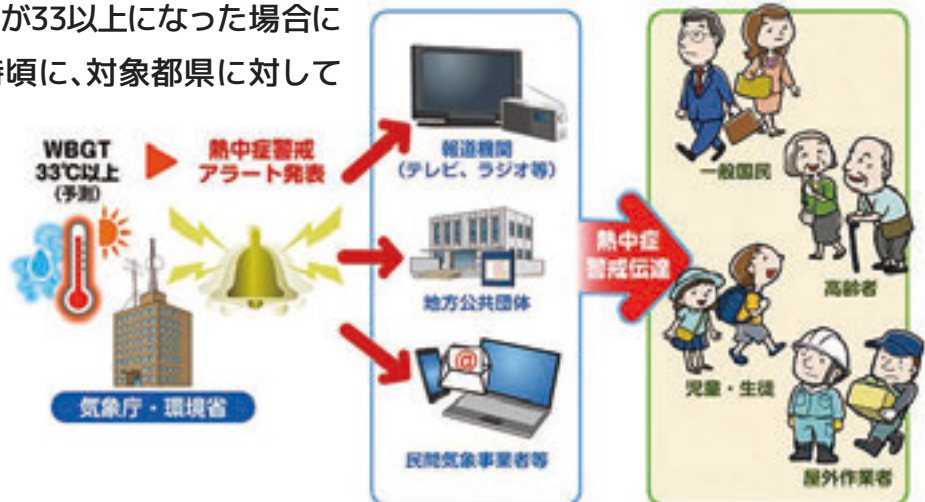 が33以上になった場合に
時頃に、対象都県に対して
WBGT
33℃以上
(予測)
熱中症警戒
アラート発表
気象庁・環境省
報道機関
(テレビ、ラジオ等)
地方公共団体
@
民間気象事業者等
熱中症
警戒伝達
一般国民
高齢者
児童・生徒
屋外作業者